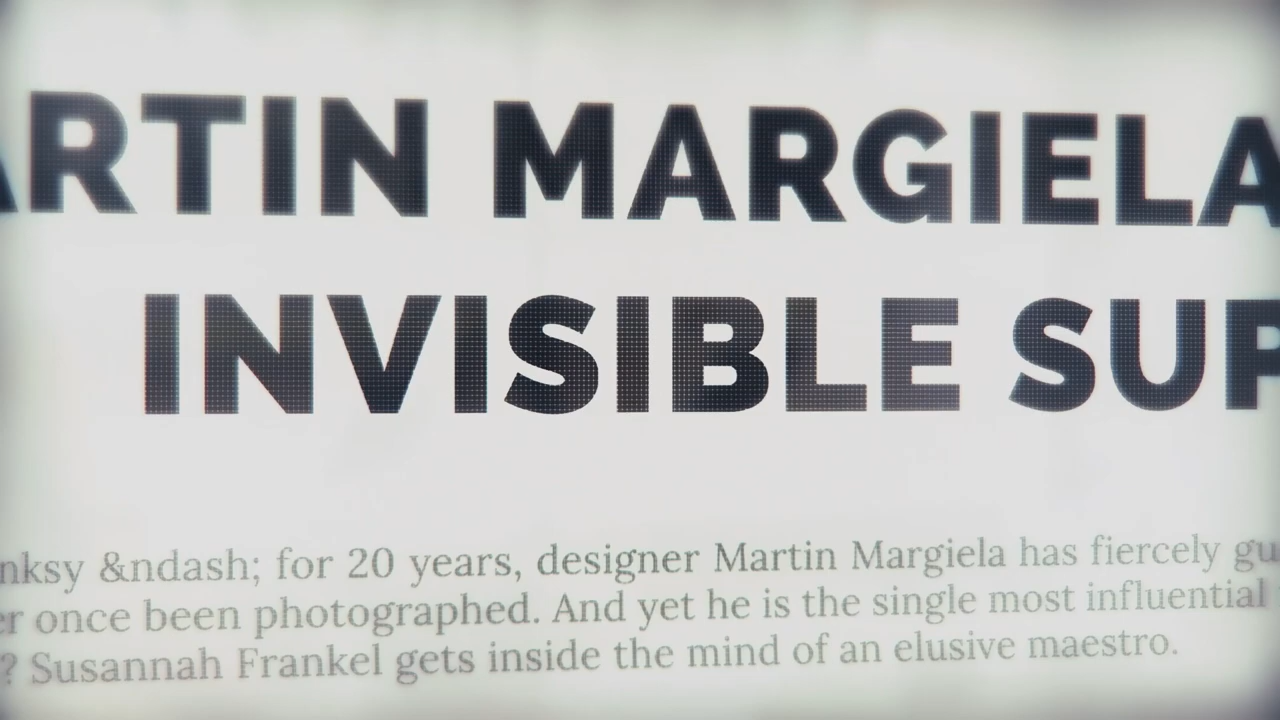 ARTIN MARGIELA
INVISIBLE SUP
nksy &ndash; for 20 years, designer Martin Margiela has fiercely gu
er once been photographed. And yet he is the single most influential
? Susannah Frankel gets inside the mind of an elusive maestro.